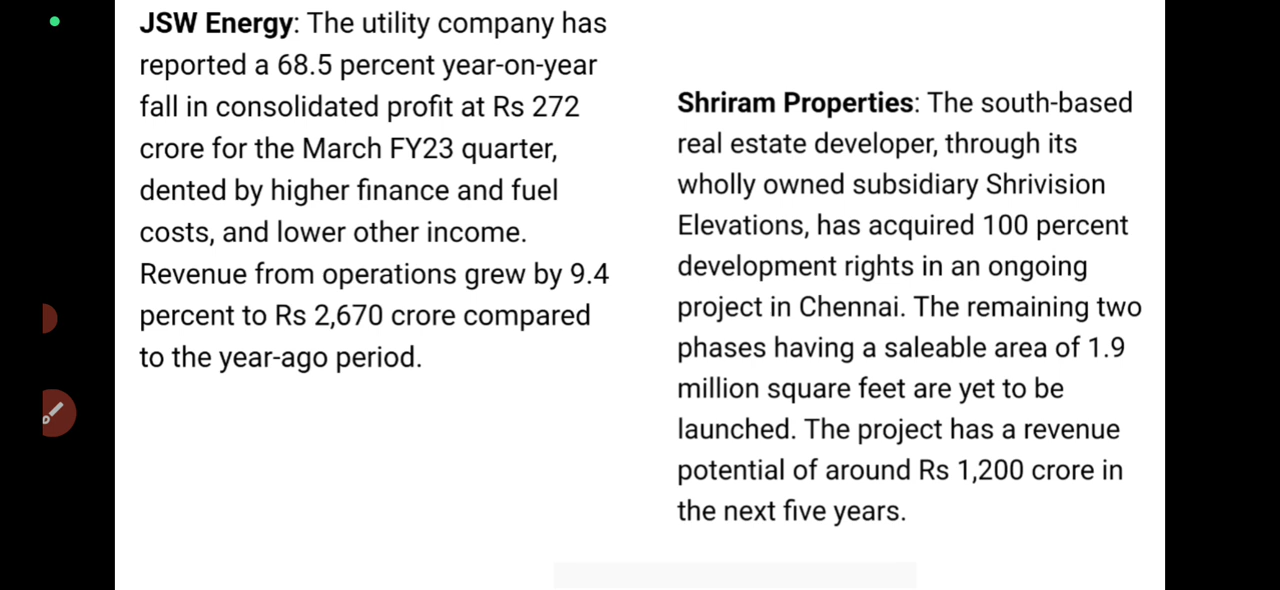 JSW Energy: The utility company has
reported a 68.5 percent year-on-year
fall in consolidated profit at Rs 272
crore for the March FY23 quarter,
dented by higher finance and fuel
costs, and lower other income.
Revenue from operations grew by 9.4
percent to Rs 2,670 crore compared
to the year-ago period.
Shriram Properties: The south-based
real estate developer, through its
wholly owned subsidiary Shrivision
Elevations, has acquired 100 percent
development rights in an ongoing
project in Chennai. The remaining two
phases having a saleable area of 1.9
million square feet are yet to be
launched. The project has a revenue
potential of around Rs 1,200 crore in
the next five years.